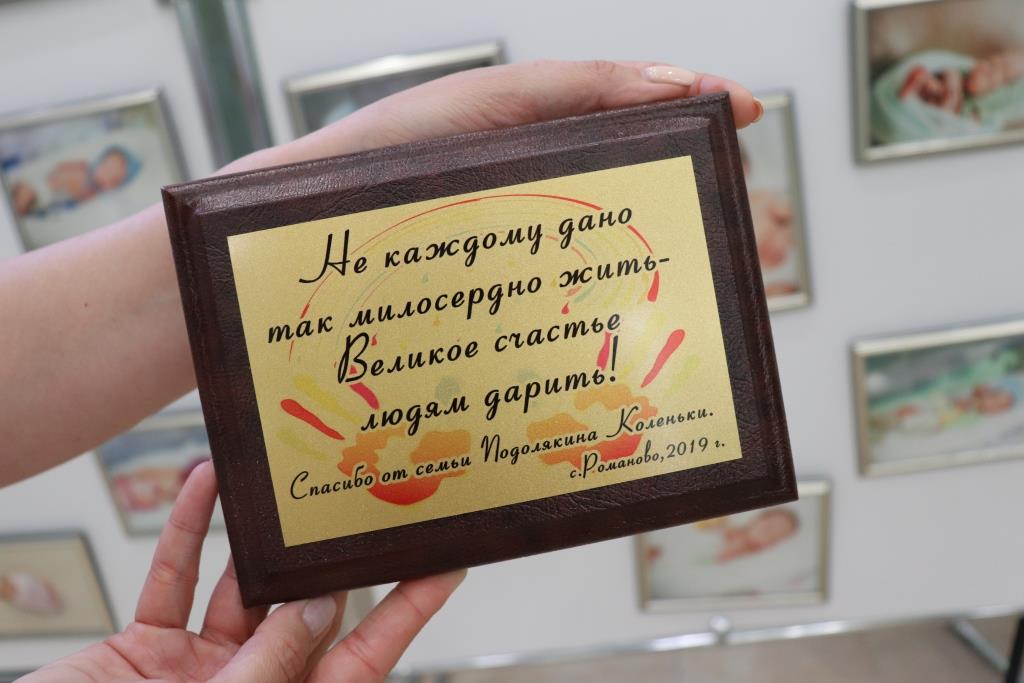 Не каждому дано
так милосердно жить-
Великое счастье
людям дарить!
Спасибо от семьи Подолякина Коленьки.
с.Романово,2019 г.